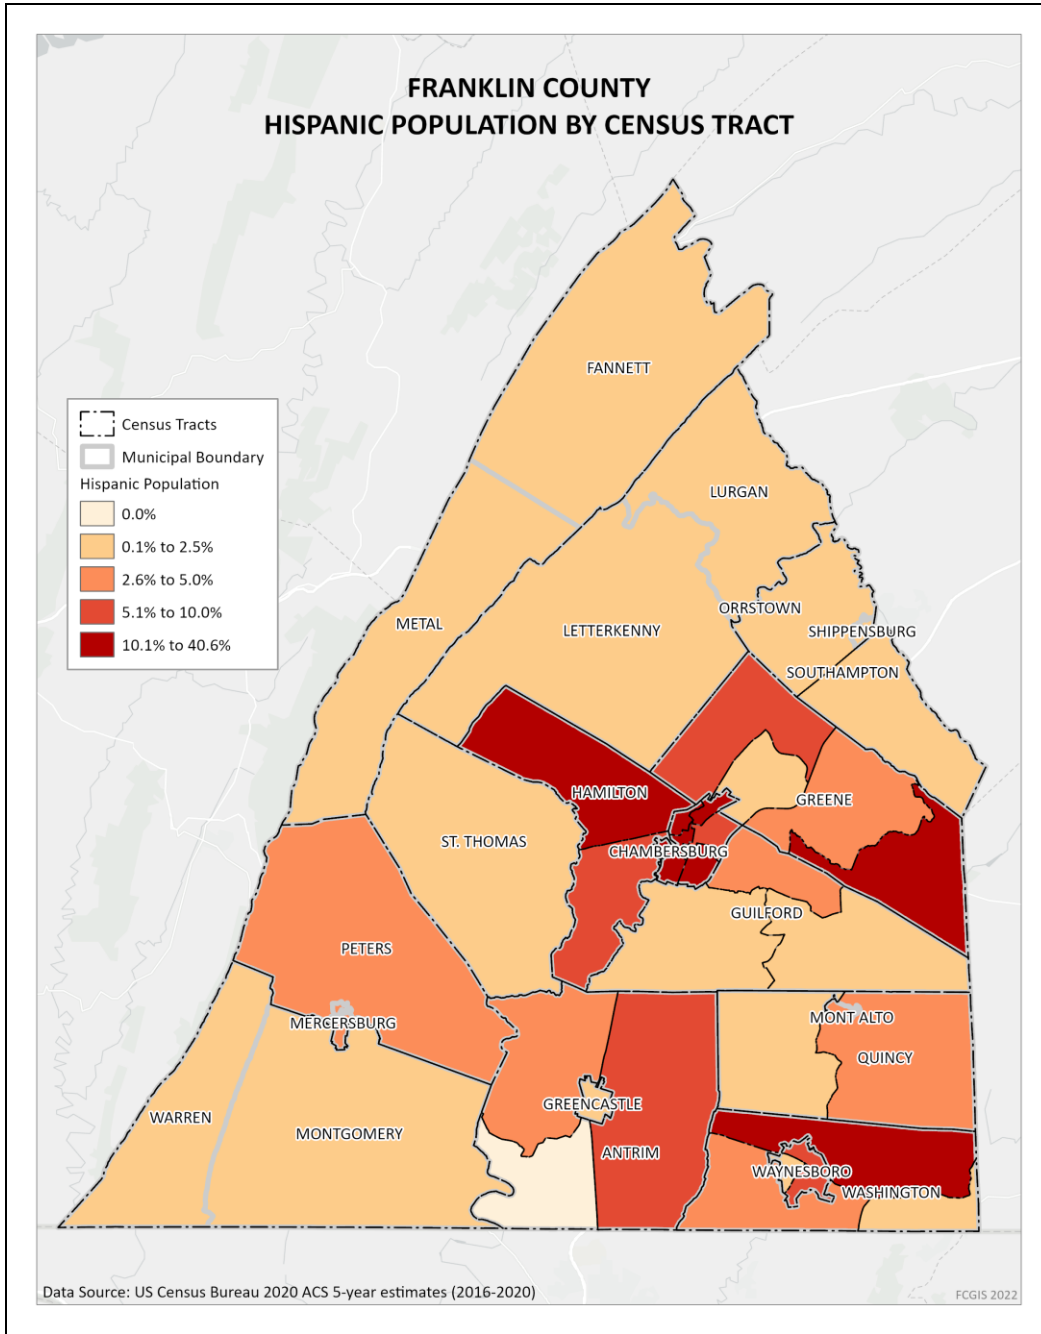 FRANKLIN COUNTY
HISPANIC POPULATION BY CENSUS TRACT
FANNETT
Census Tracts
Municipal Boundary
Hispanic Population
0.0%
0.1% to 2.5%
2.6% to 5.0%
5.1% to 10.0%
10.1% to 40.6%
LURGAN
METAL
LETTERKENNY
ORRSTOWN
SHIPPENSBURG
SOUTHAMPTON
HAMILTON
GREENE
ST. THOMAS
CHAMBERSBURG
GUILFORD
PETERS
MERCERSBURG
MONT ALTO
QUINCY
WARREN
MONTGOMERY
GREENCASTLE
ANTRIM
WAYNESBORO
WASHINGTON
Data Source: US Census Bureau 2020 ACS 5-year estimates (2016-2020)
FCGIS 2022